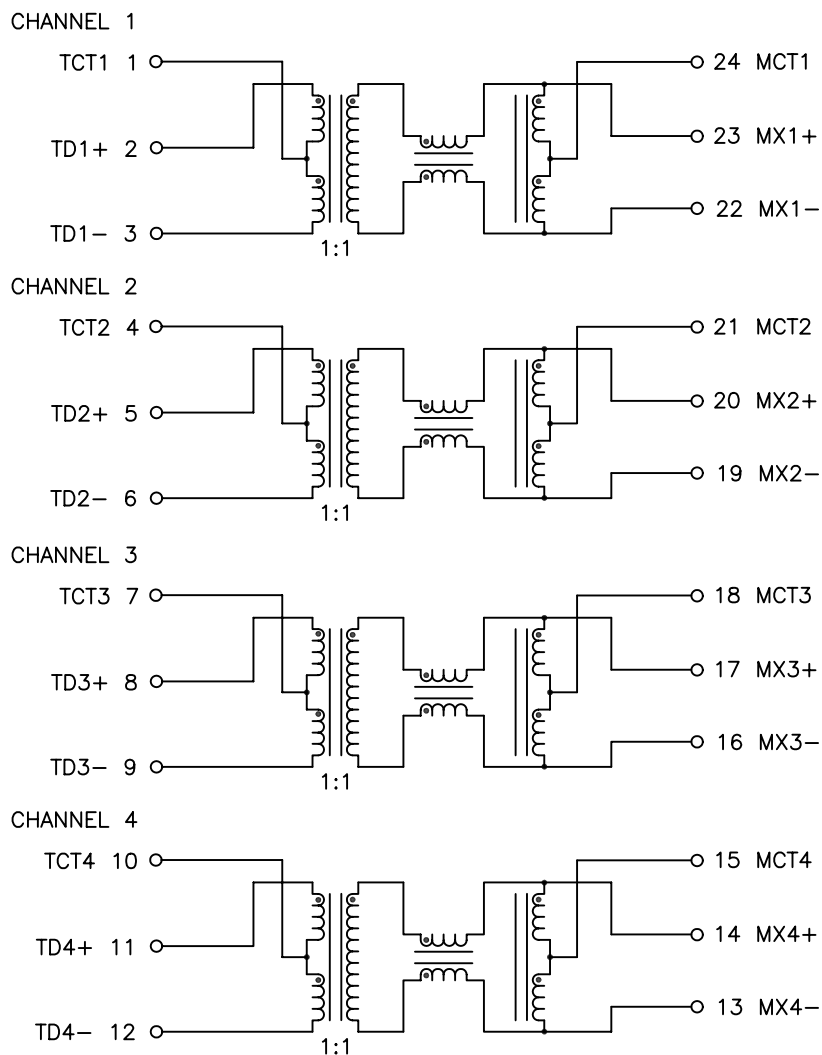 CHANNEL 1
TCT1 1 24 MCT1
TD1+ 2 23 MX1+
TD1- 3 22 MX1-
1:1
CHANNEL 2
TCT2 4 21 MCT2
TD2+ 5 20 MX2+
TD2- 6 19 MX2-
1:1
CHANNEL 3
TCT3 7 18 MCT3
TD3+ 8 17 MX3+
TD3- 9 16 MX3-
1:1
CHANNEL 4
TCT4 10 15 MCT4
TD4+ 11 14 MX4+
TD4- 12 13 MX4-
1:1